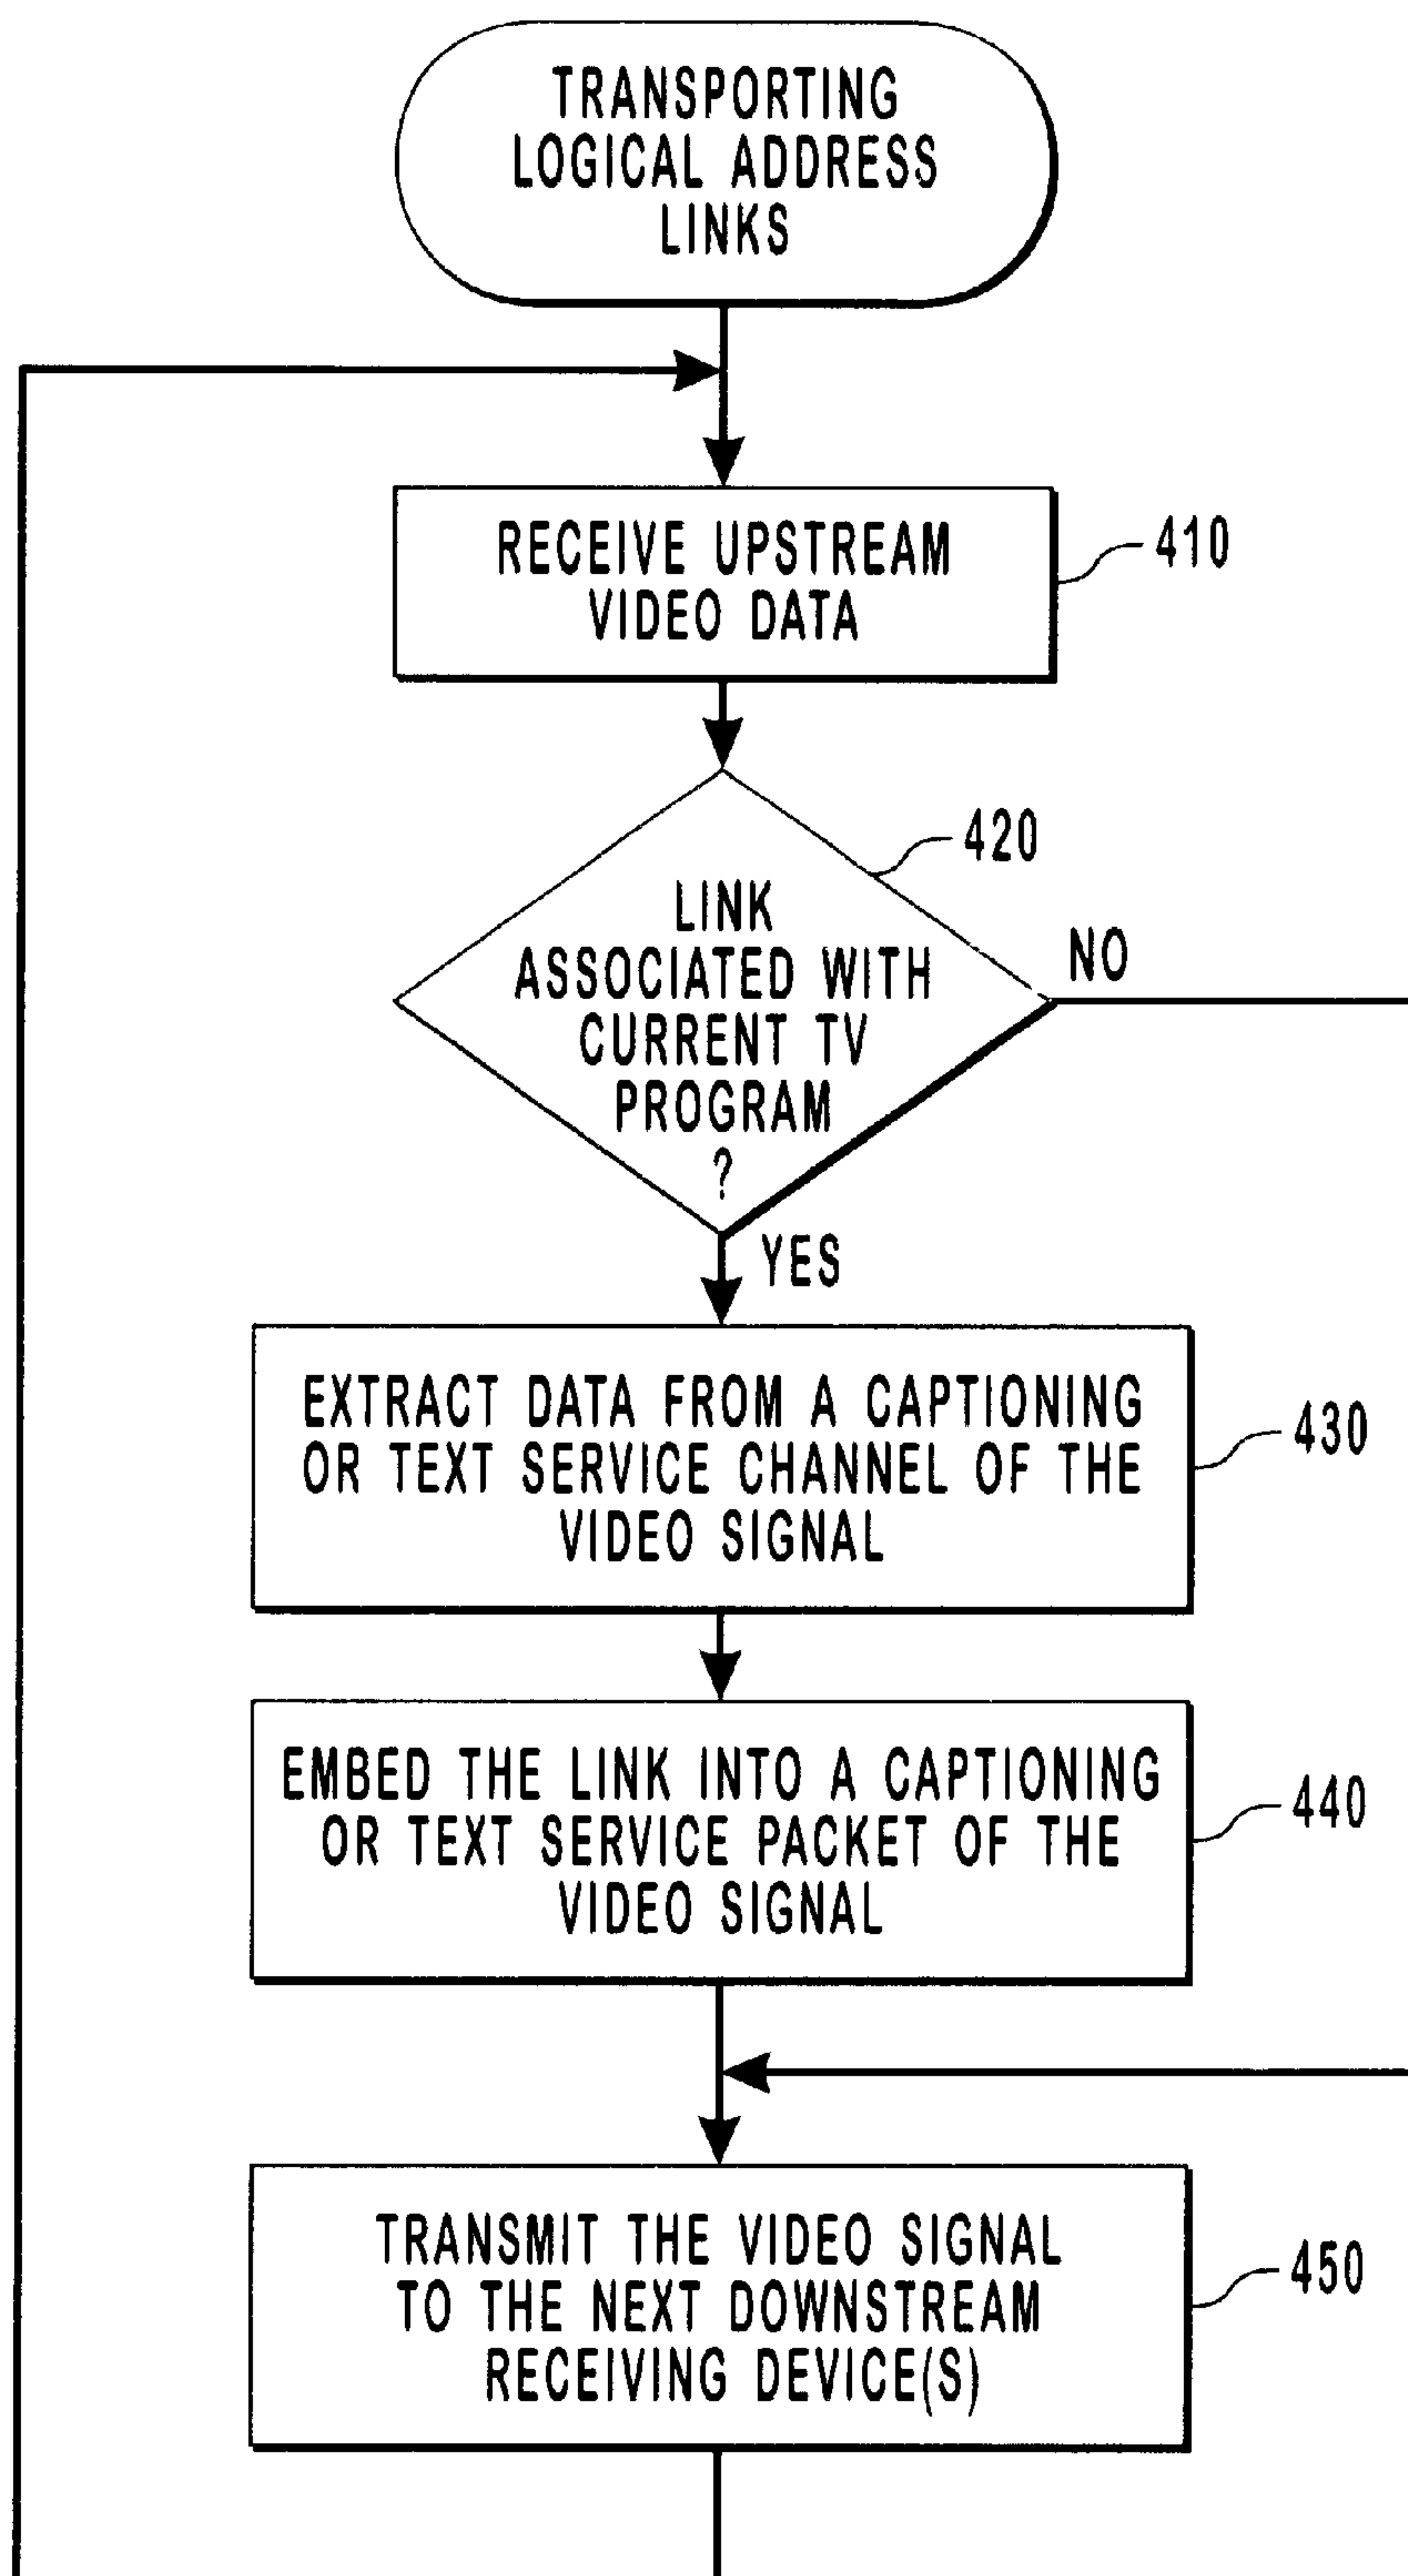 TRANSPORTING
LOGICAL ADDRESS
LINKS
RECEIVE UPSTREAM
VIDEO DATA
410
420
LINK
ASSOCIATED WITH
CURRENT TV
PROGRAM
?
NO
YES
EXTRACT DATA FROM A CAPTIONING
OR TEXT SERVICE CHANNEL OF THE
VIDEO SIGNAL
430
EMBED THE LINK INTO A CAPTIONING
OR TEXT SERVICE PACKET OF THE
VIDEO SIGNAL
440
TRANSMIT THE VIDEO SIGNAL
TO THE NEXT DOWNSTREAM
RECEIVING DEVICE(S)
450